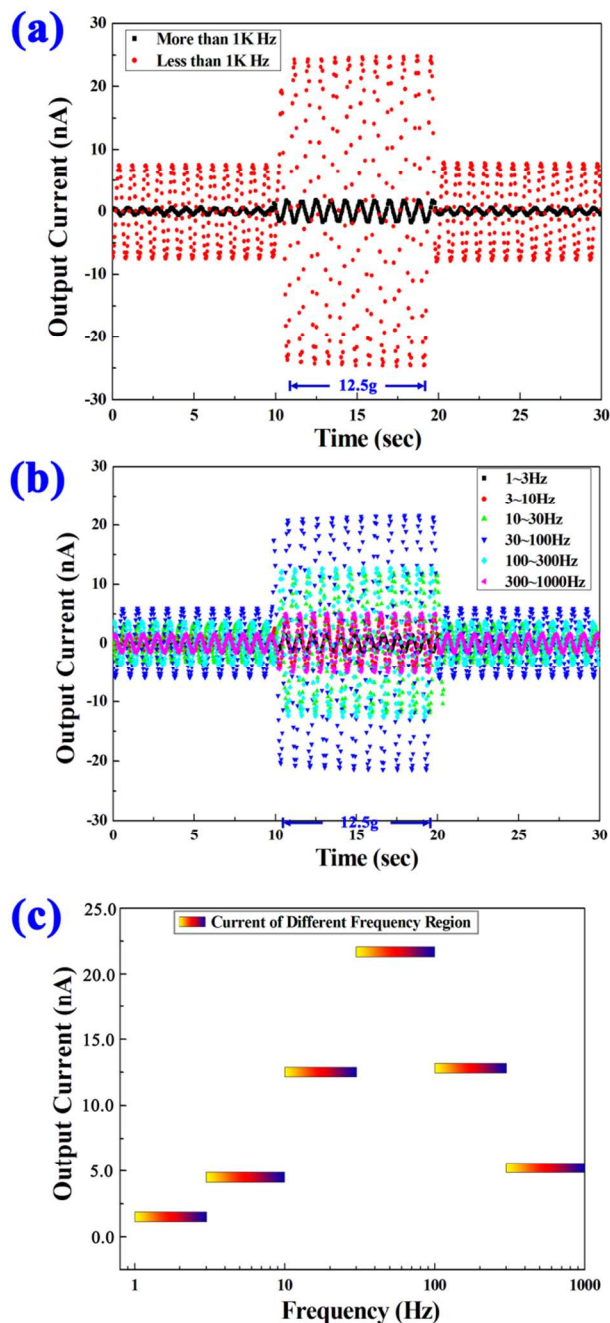 (a)
30
20
10
0
-10
-20
-30
Output Current (nA)
More than 1K Hz
Less than 1K Hz
12.5g
0 5 10 15 20 25 30
Time (sec)
(b)
30
20
10
0
-10
-20
-30
Output Current (nA)
1~3Hz
3~10Hz
10~30Hz
30~100Hz
100~300Hz
300~1000Hz
12.5g
0 5 10 15 20 25 30
Time (sec)
(c)
25.0
20.0
15.0
10.0
5.0
0.0
Output Current (nA)
Current of Different Frequency Region
1 10 100 1000
Frequency (Hz)